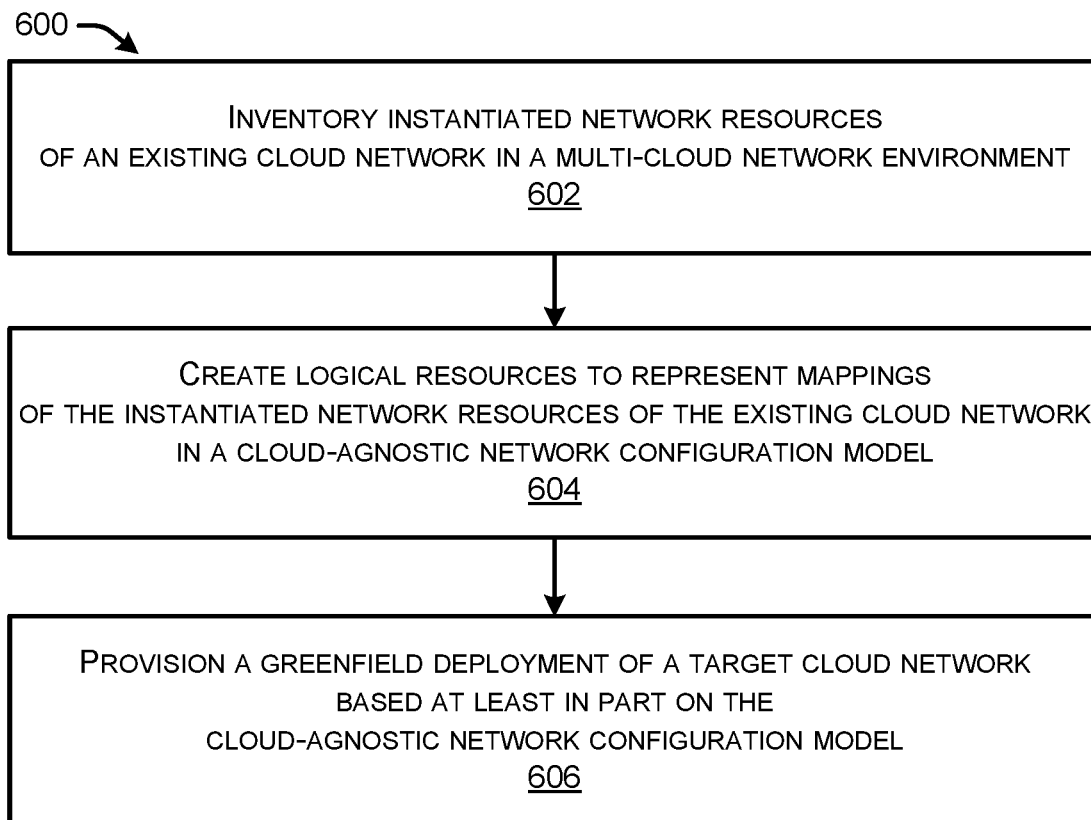 600
INVENTORY INSTANTIATED NETWORK RESOURCES
OF AN EXISTING CLOUD NETWORK IN A MULTI-CLOUD NETWORK ENVIRONMENT
602
CREATE LOGICAL RESOURCES TO REPRESENT MAPPINGS
OF THE INSTANTIATED NETWORK RESOURCES OF THE EXISTING CLOUD NETWORK
IN A CLOUD-AGNOSTIC NETWORK CONFIGURATION MODEL
604
PROVISION A GREENFIELD DEPLOYMENT OF A TARGET CLOUD NETWORK
BASED AT LEAST IN PART ON THE
CLOUD-AGNOSTIC NETWORK CONFIGURATION MODEL
606